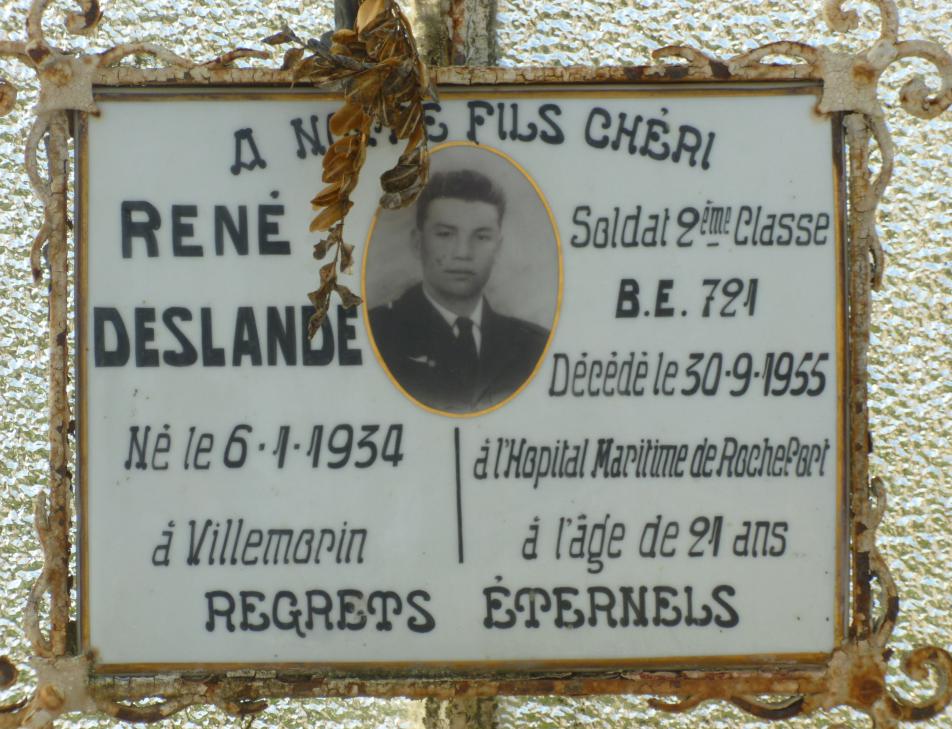 A NOTRE FILS CHÉRI
RENÉ
DESLANDE
Né le 6·1·1934
à Villemorin
Soldat 2ème Classe
B.E. 721
Décédé le 30·9·1955
à l'Hopital Maritime de Rochefort
à l'âge de 21 ans
REGRETS ÉTERNELS